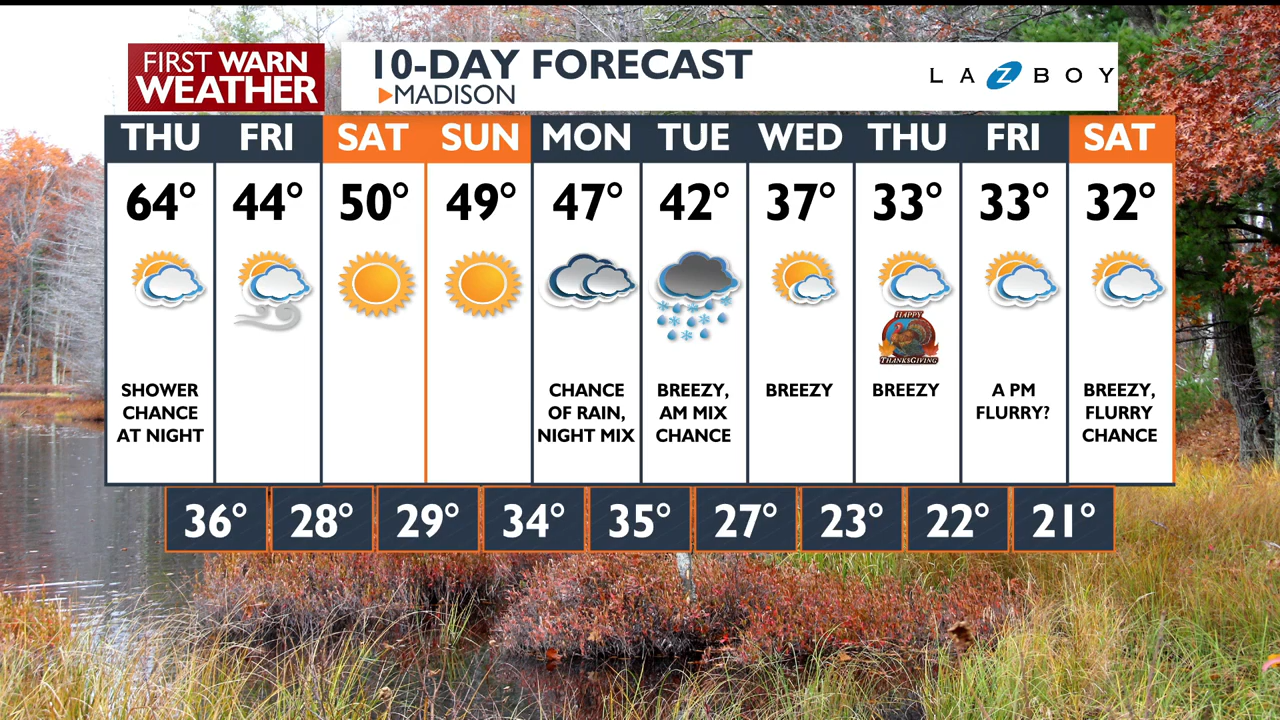 FIRST WARN
WEATHER
10-DAY FORECAST
MADISON
LA Z BOY
THU FRI SAT SUN MON TUE WED THU FRI SAT
64° 44° 50° 49° 47° 42° 37° 33° 33° 32°
HAPPY
THANKSGIVING
SHOWER
CHANCE
AT NIGHT
CHANCE
OF RAIN,
NIGHT MIX
BREEZY,
AM MIX
CHANCE
BREEZY
BREEZY
A PM
FLURRY?
BREEZY,
FLURRY
CHANCE
36° 28° 29° 34° 35° 27° 23° 22° 21°